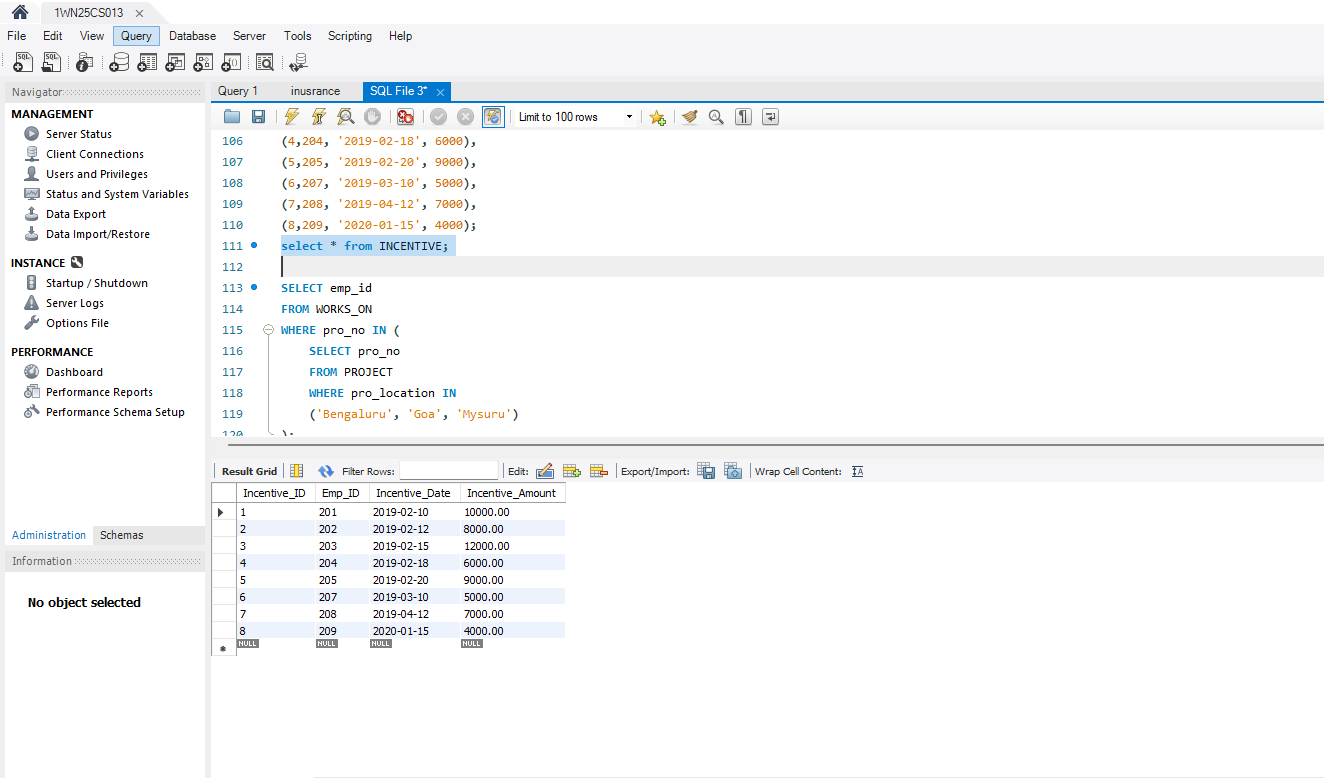 1WN25CS013
File Edit View Query Database Server Tools Scripting Help
Navigator
MANAGEMENT
Server Status
Client Connections
Users and Privileges
Status and System Variables
Data Export
Data Import/Restore
INSTANCE
Startup / Shutdown
Server Logs
Options File
PERFORMANCE
Dashboard
Performance Reports
Performance Schema Setup
Administration Schemas
Information
No object selected
Query 1 inusrance SQL File 3*
Limit to 100 rows
106 (4,204, '2019-02-18', 6000),
107 (5,205, '2019-02-20', 9000),
108 (6,207, '2019-03-10', 5000),
109 (7,208, '2019-04-12', 7000),
110 (8,209, '2020-01-15', 4000);
111 select * from INCENTIVE;
112
113 SELECT emp_id
114 FROM WORKS_ON
115 WHERE pro_no IN (
116 SELECT pro_no
117 FROM PROJECT
118 WHERE pro_location IN
119 ('Bengaluru', 'Goa', 'Mysuru')
120 );
Result Grid Filter Rows: Edit: Export/Import: Wrap Cell Content:
Incentive_ID Emp_ID Incentive_Date Incentive_Amount
1 201 2019-02-10 10000.00
2 202 2019-02-12 8000.00
3 203 2019-02-15 12000.00
4 204 2019-02-18 6000.00
5 205 2019-02-20 9000.00
6 207 2019-03-10 5000.00
7 208 2019-04-12 7000.00
8 209 2020-01-15 4000.00
NULL NULL NULL NULL